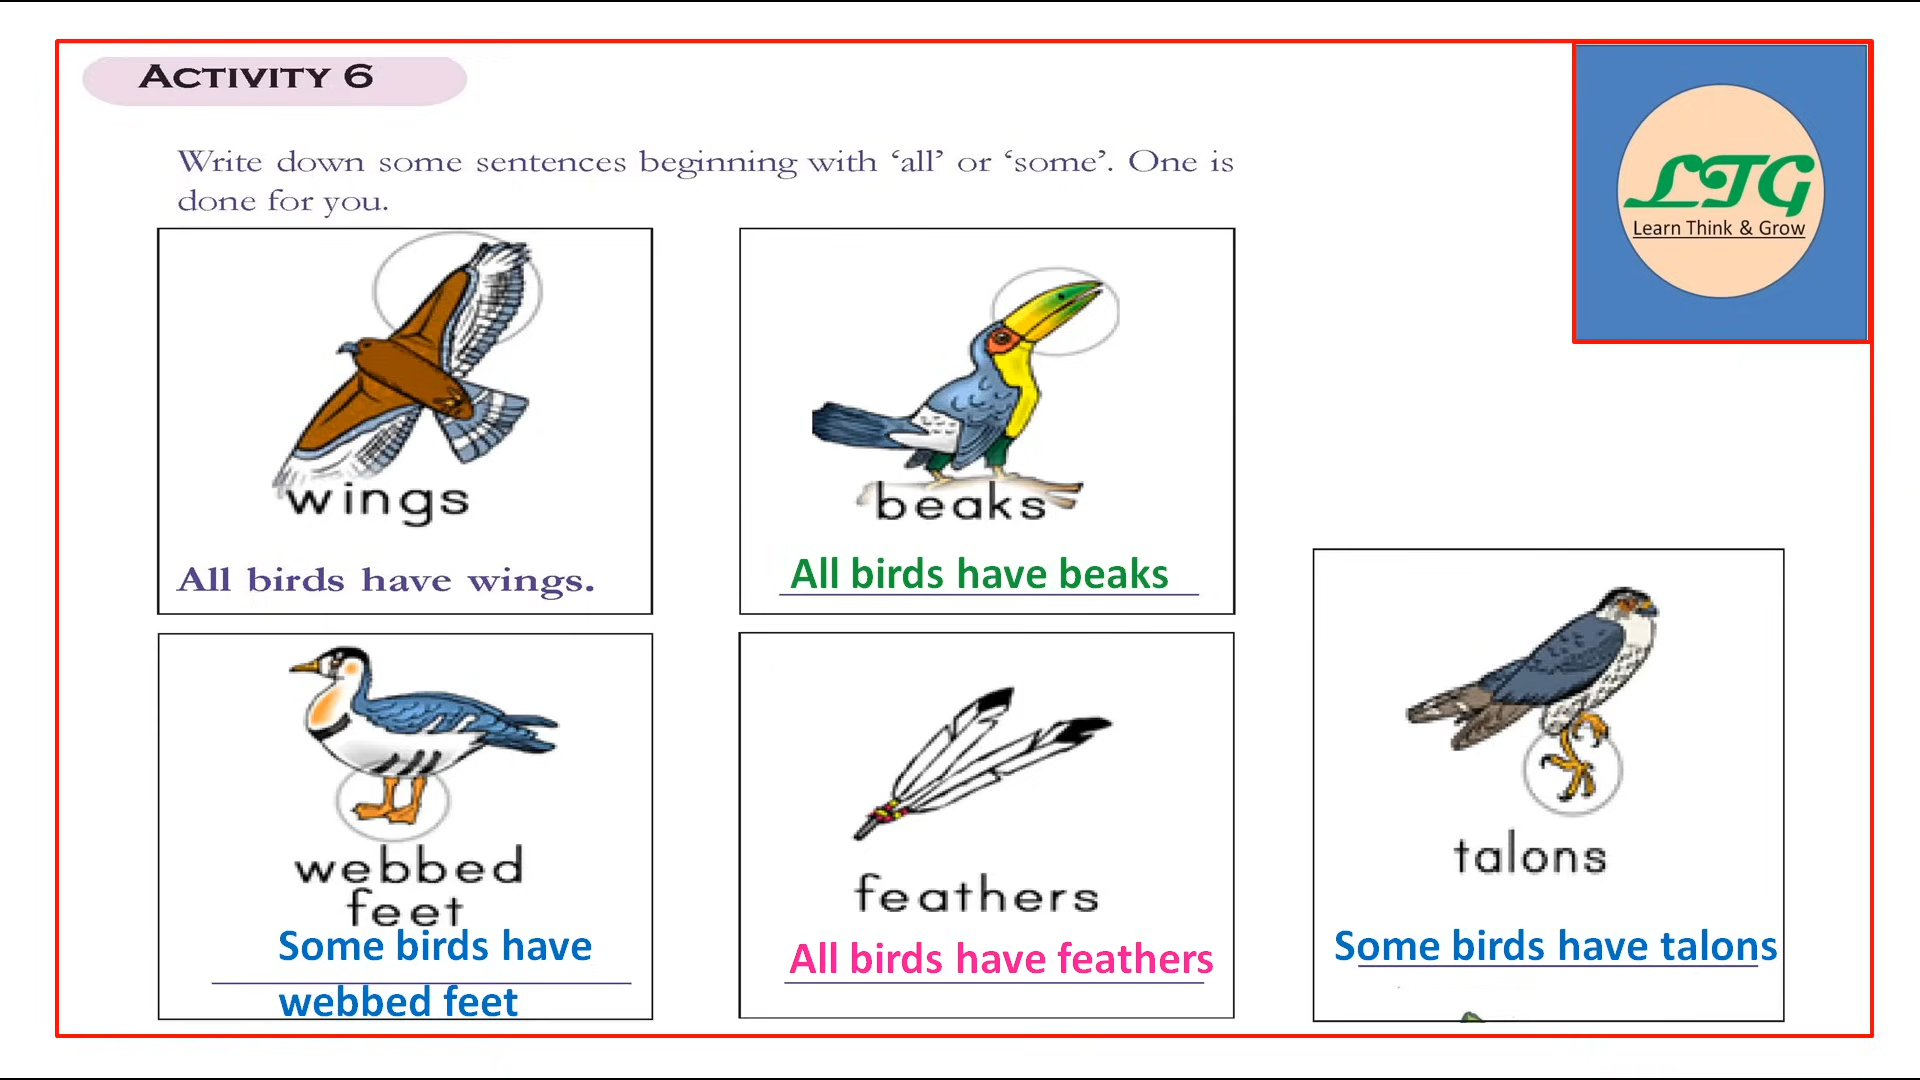 ACTIVITY 6
Write down some sentences beginning with ‘all’ or ‘some’. One is
done for you.
LTG
Learn Think & Grow
wings
All birds have wings.
beaks
All birds have beaks
webbed
feet
Some birds have
webbed feet
feathers
All birds have feathers
talons
Some birds have talons